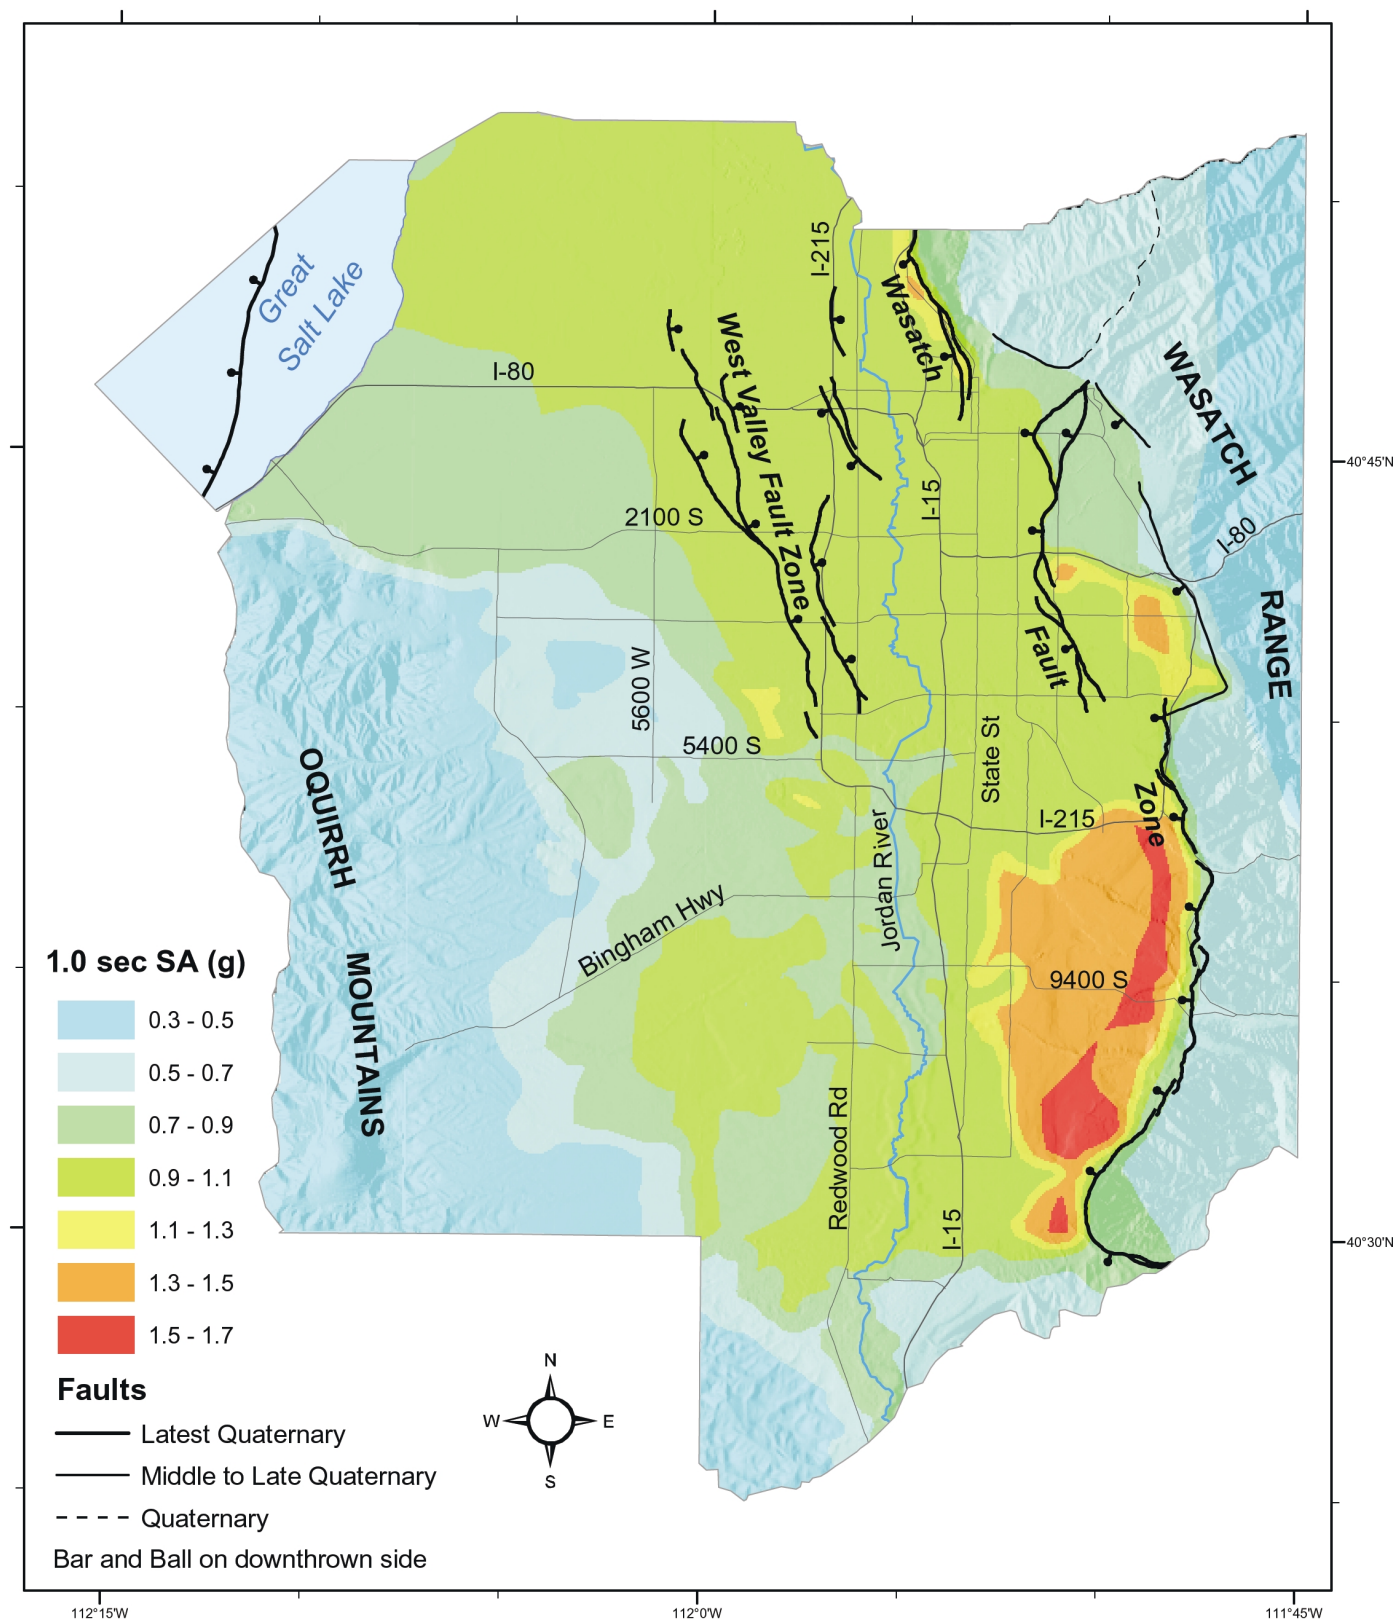 I-215
Great
Salt Lake
Wasatch
West Valley Fault Zone
WASATCH
I-80
40°45'N
I-15
2100 S
I-80
RANGE
Fault
5600 W
5400 S
State St
OQUIRRH
Zone
I-215
Jordan River
Bingham Hwy
1.0 sec SA (g)
9400 S
MOUNTAINS
0.3 - 0.5
0.5 - 0.7
0.7 - 0.9
0.9 - 1.1
1.1 - 1.3
1.3 - 1.5
1.5 - 1.7
Redwood Rd
I-15
40°30'N
Faults
Latest Quaternary
Middle to Late Quaternary
Quaternary
Bar and Ball on downthrown side
N
W
E
S
112°15'W
112°0'W
111°45'W